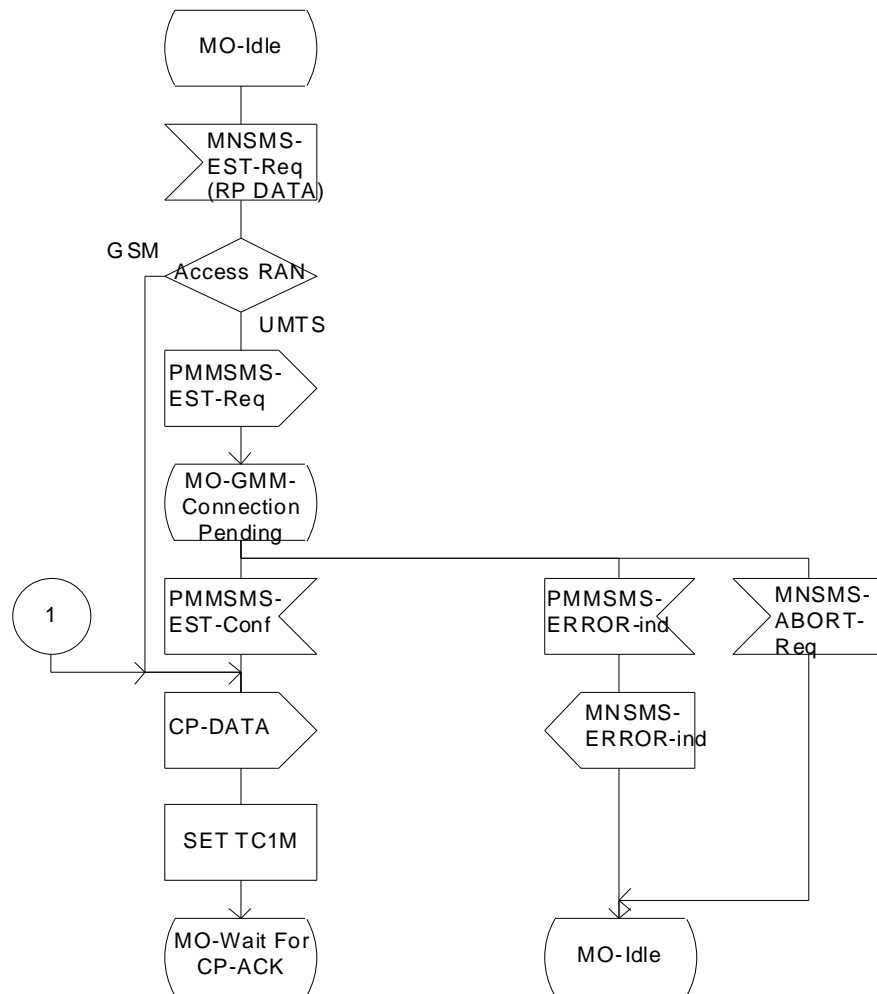 MO-Idle
MNSMS-
EST-Req
(RP DATA)
GSM
Access RAN
UMTS
PMMSMS-
EST-Req
MO-GMM-
Connection
Pending
1
PMMSMS-
EST-Conf
PMMSMS-
ERROR-ind
MNSMS-
ABORT-
Req
CP-DATA
MNSMS-
ERROR-ind
SET TC1M
MO-Wait For
CP-ACK
MO-Idle